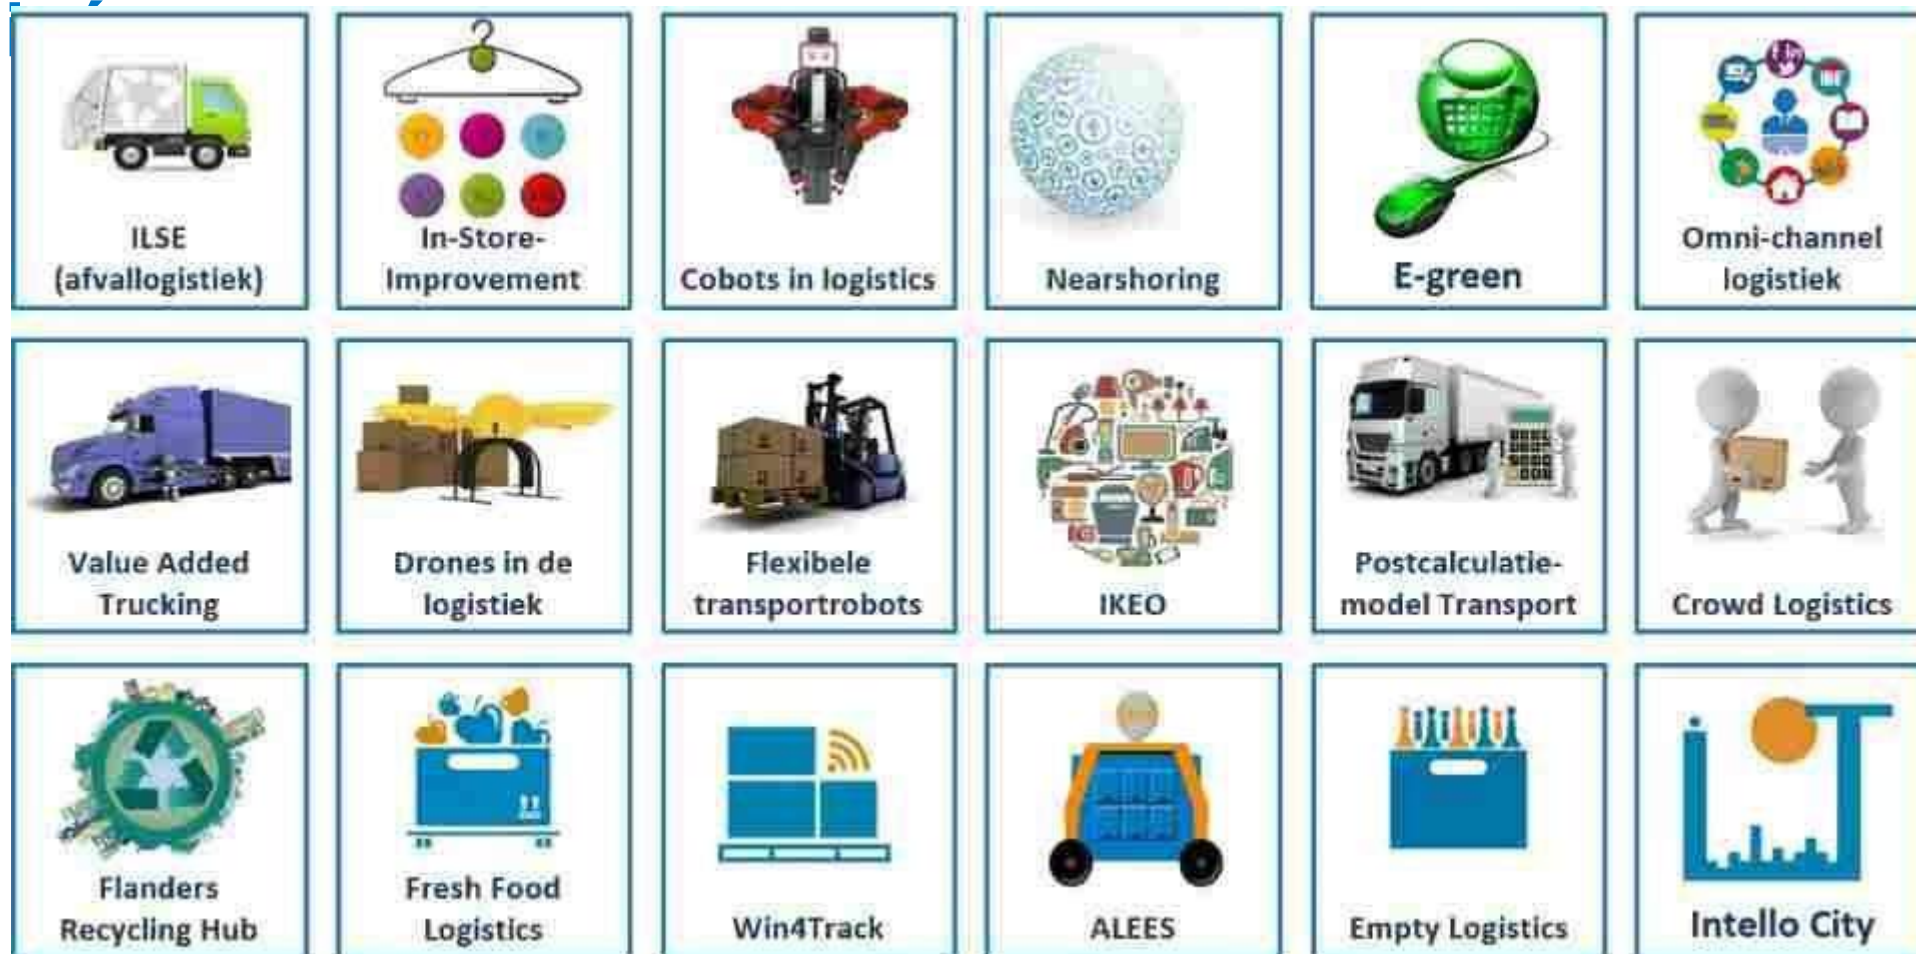 ILSE
(afvallogistiek)
In-Store-
Improvement
Cobots in logistics
Nearshoring
E-green
Omni-channel
logistiek
Value Added
Trucking
Drones in de
logistiek
Flexibele
transportrobots
IKEO
Postcalculatie-
model Transport
Crowd Logistics
Flanders
Recycling Hub
Fresh Food
Logistics
Win4Track
ALEES
Empty Logistics
Intello City